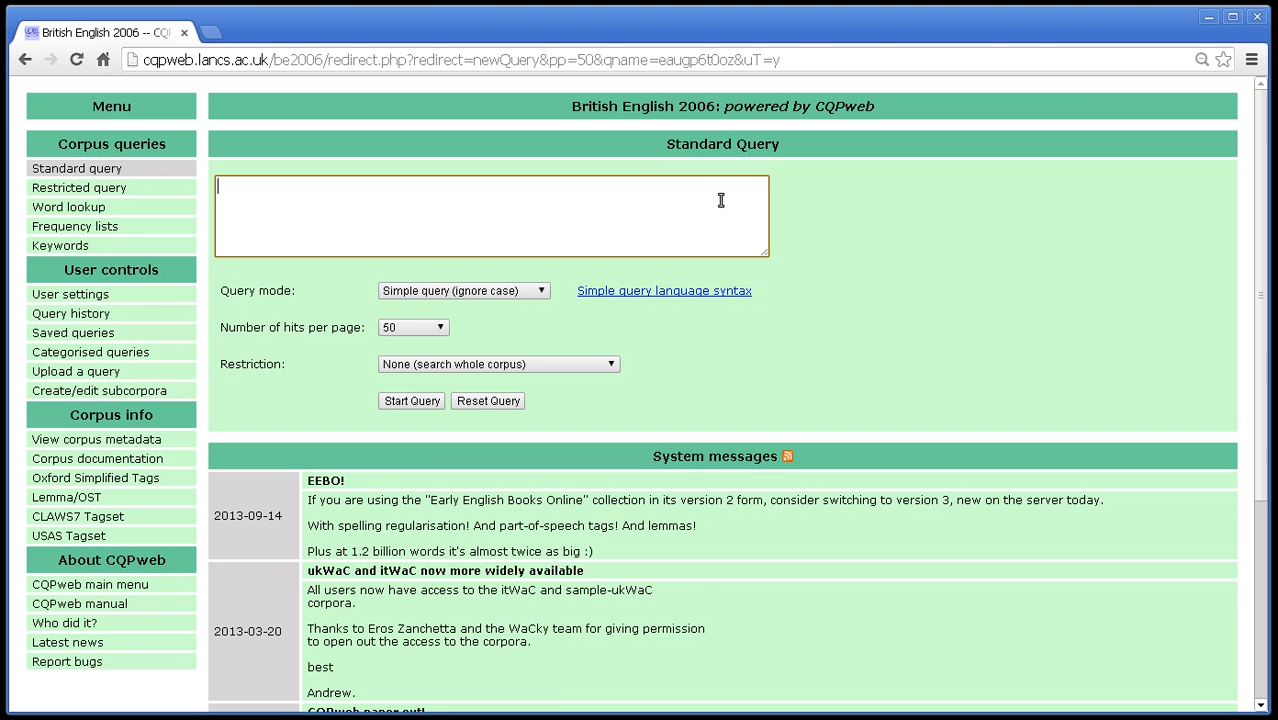 British English 2006 -- CQP
cqpweb.lancs.ac.uk/be2006/redirect.php?redirect=newQuery&pp=50&qname=eaugp6t0oz&uT=y
Menu
Corpus queries
Standard query
Restricted query
Word lookup
Frequency lists
Keywords
User controls
User settings
Query history
Saved queries
Categorised queries
Upload a query
Create/edit subcorpora
Corpus info
View corpus metadata
Corpus documentation
Oxford Simplified Tags
Lemma/OST
CLAWS7 Tagset
USAS Tagset
About CQPweb
CQPweb main menu
CQPweb manual
Who did it?
Latest news
Report bugs
British English 2006: powered by CQPweb
Standard Query
Query mode: Simple query (ignore case) Simple query language syntax
Number of hits per page: 50
Restriction: None (search whole corpus)
Start Query Reset Query
System messages
2013-09-14
EEBO!
If you are using the "Early English Books Online" collection in its version 2 form, consider switching to version 3, new on the server today.
With spelling regularisation! And part-of-speech tags! And lemmas!
Plus at 1.2 billion words it's almost twice as big :)
2013-03-20
ukWaC and itWaC now more widely available
All users now have access to the itWaC and sample-ukWaC
corpora.
Thanks to Eros Zanchetta and the WaCky team for giving permission
to open out the access to the corpora.
best
Andrew.
CQPweb paper out!